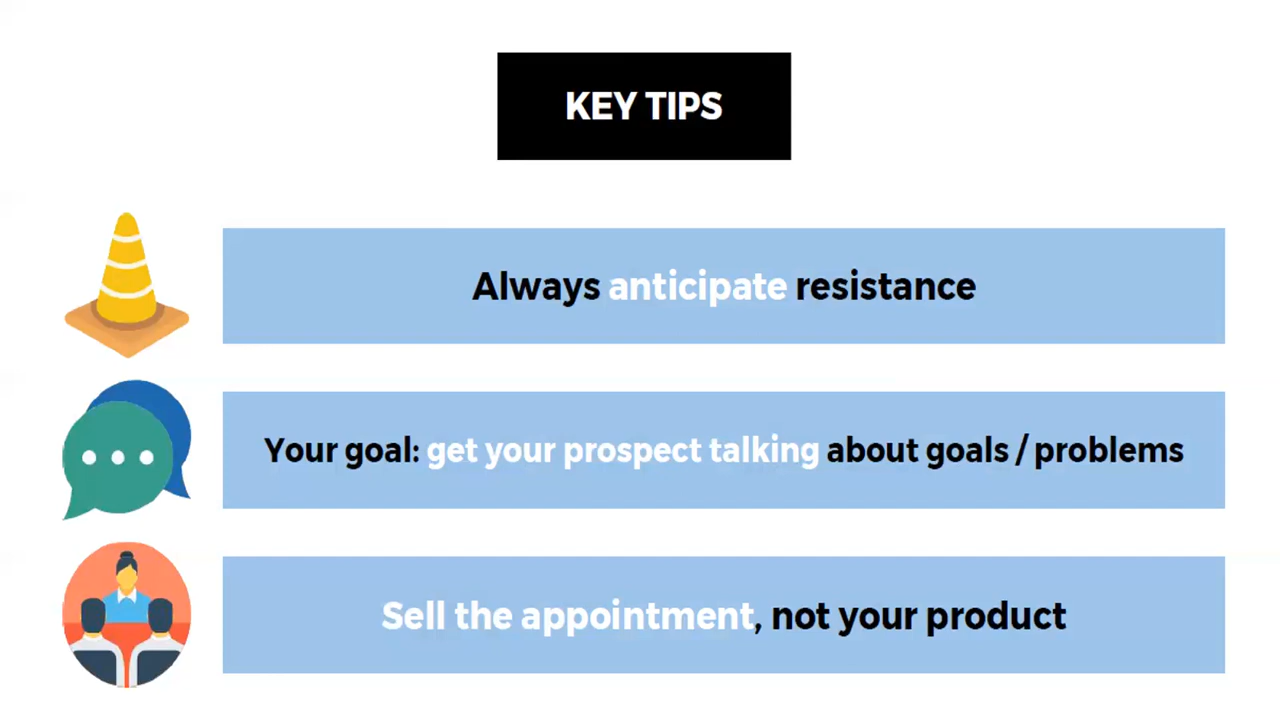 KEY TIPS
Always anticipate resistance
Your goal: get your prospect talking about goals / problems
Sell the appointment, not your product